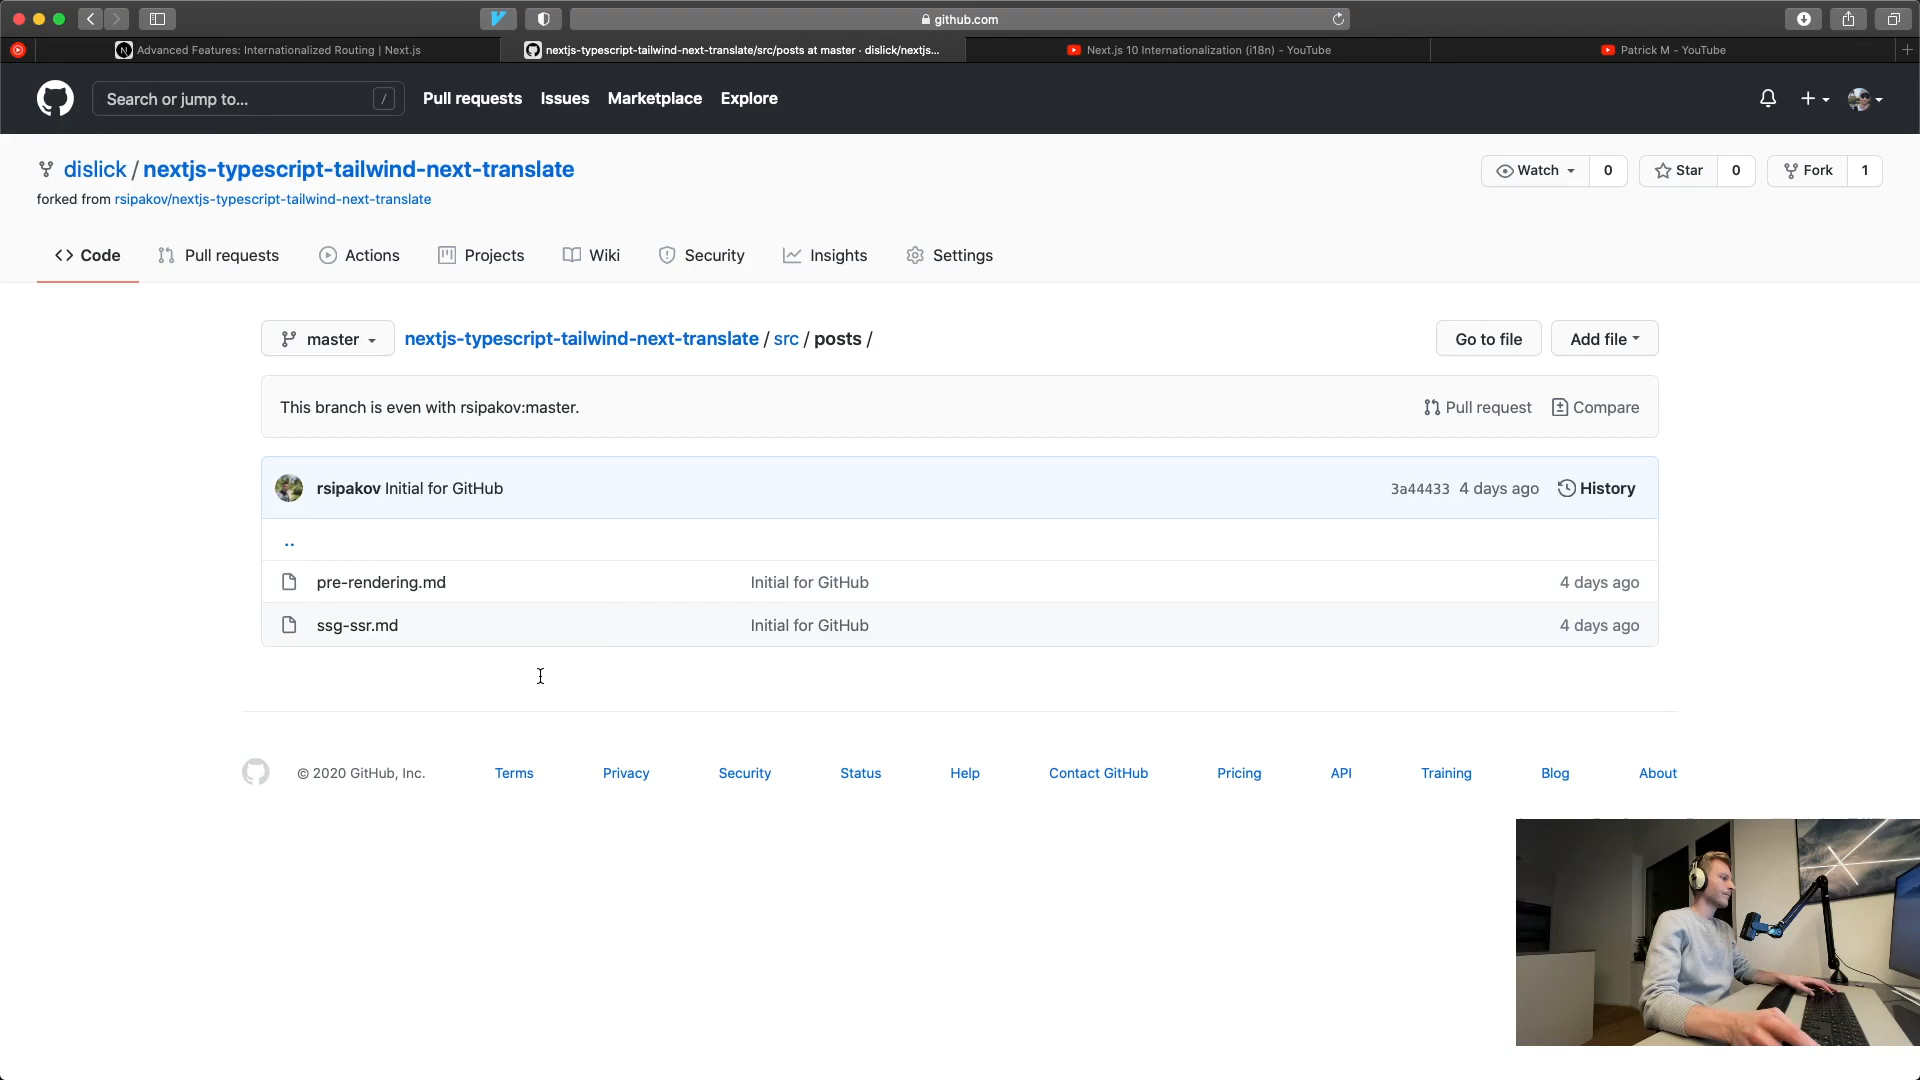 github.com
Advanced Features: Internationalized Routing | Next.js
nextjs-typescript-tailwind-next-translate/src/posts at master · dislick/nextjs...
Next.js 10 Internationalization (i18n) - YouTube
Patrick M - YouTube
Search or jump to...
/
Pull requests
Issues
Marketplace
Explore
dislick / nextjs-typescript-tailwind-next-translate
forked from rsipakov/nextjs-typescript-tailwind-next-translate
Watch 0
Star 0
Fork 1
Code
Pull requests
Actions
Projects
Wiki
Security
Insights
Settings
master
nextjs-typescript-tailwind-next-translate / src / posts /
Go to file
Add file
This branch is even with rsipakov:master.
Pull request
Compare
rsipakov Initial for GitHub
3a44433 4 days ago
History
..
pre-rendering.md Initial for GitHub 4 days ago
ssg-ssr.md Initial for GitHub 4 days ago
© 2020 GitHub, Inc.
Terms
Privacy
Security
Status
Help
Contact GitHub
Pricing
API
Training
Blog
About